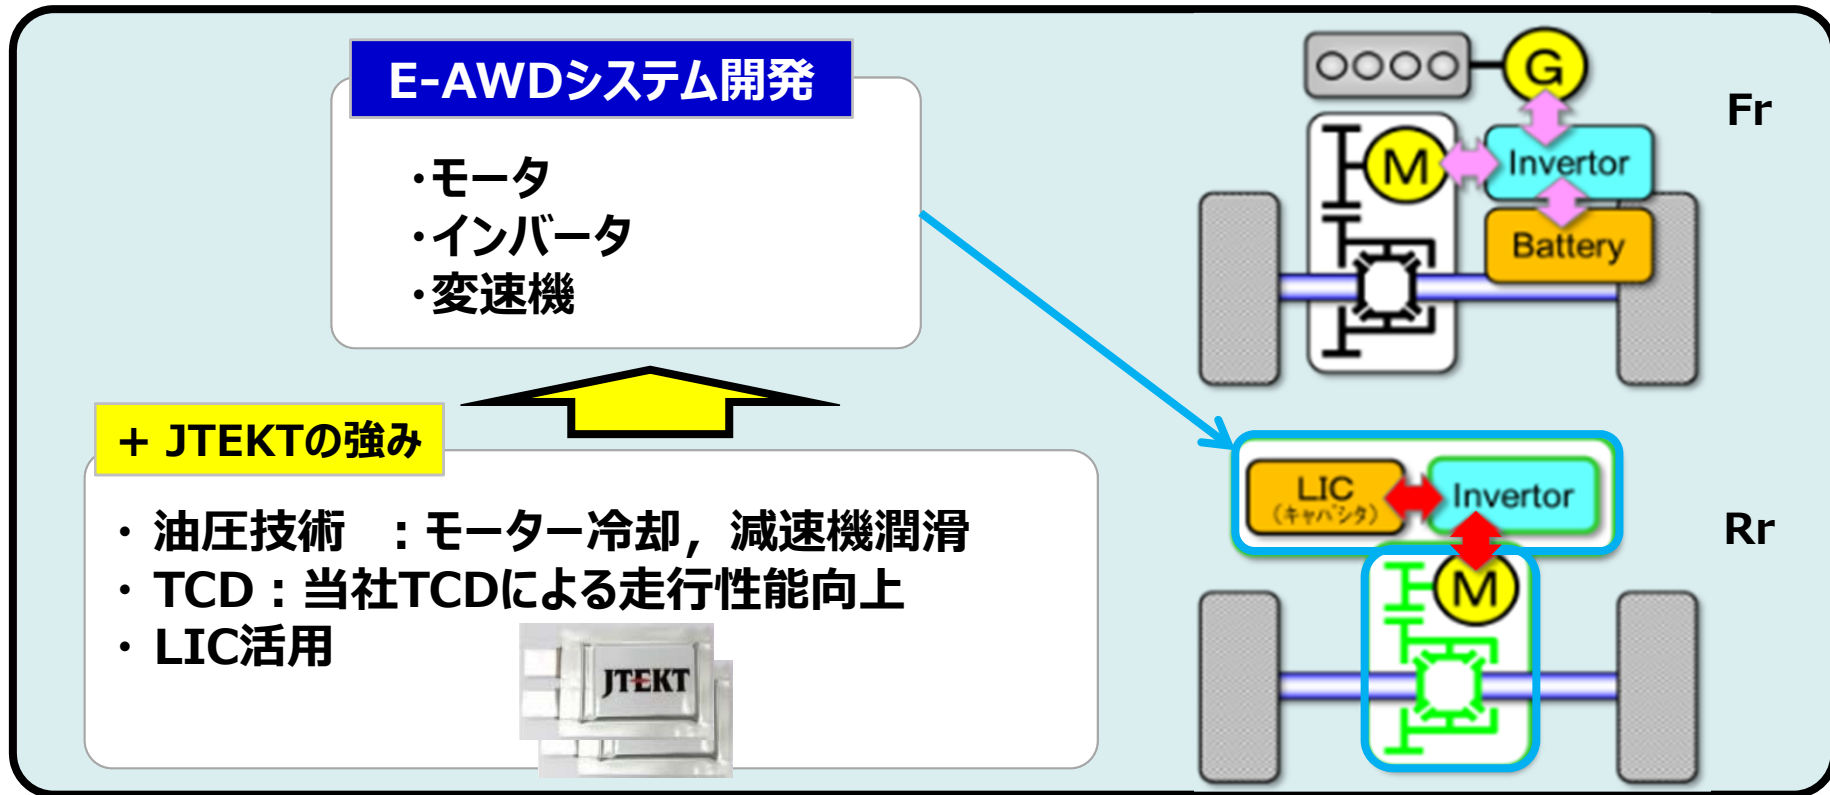 E-AWDシステム開発
・モータ
・インバータ
・変速機
+ JTEKTの強み
・ 油圧技術　：モーター冷却，減速機潤滑
・ TCD：当社TCDによる走行性能向上
・ LIC活用
JTEKT
G
Fr
M
Invertor
Battery
LIC
(キャパシタ)
Invertor
Rr
M